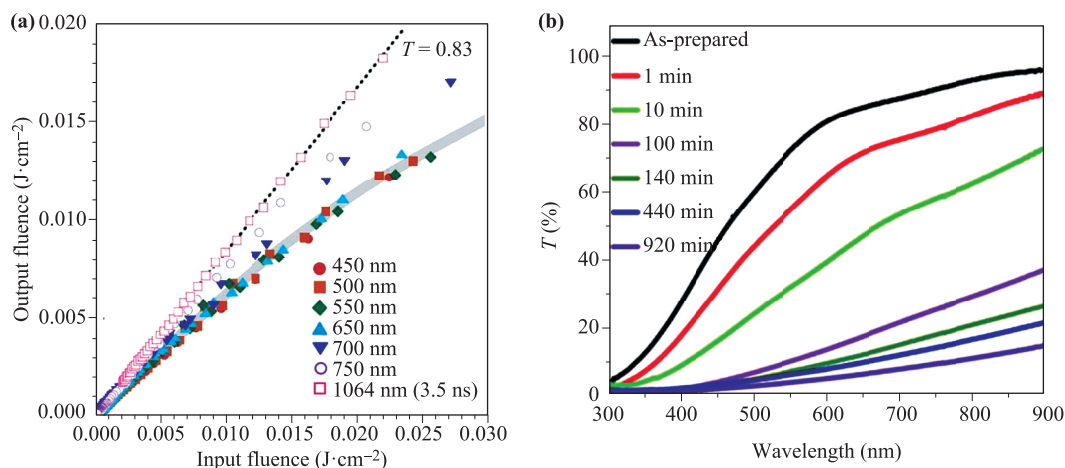 (a)
0.020
0.015
0.010
0.005
0.000
Output fluence (J·cm⁻²)
T = 0.83
450 nm
500 nm
550 nm
650 nm
700 nm
750 nm
1064 nm (3.5 ns)
0.000 0.005 0.010 0.015 0.020 0.025 0.030
Input fluence (J·cm⁻²)
(b)
100
80
60
40
20
0
T (%)
As-prepared
1 min
10 min
100 min
140 min
440 min
920 min
300 400 500 600 700 800 900
Wavelength (nm)